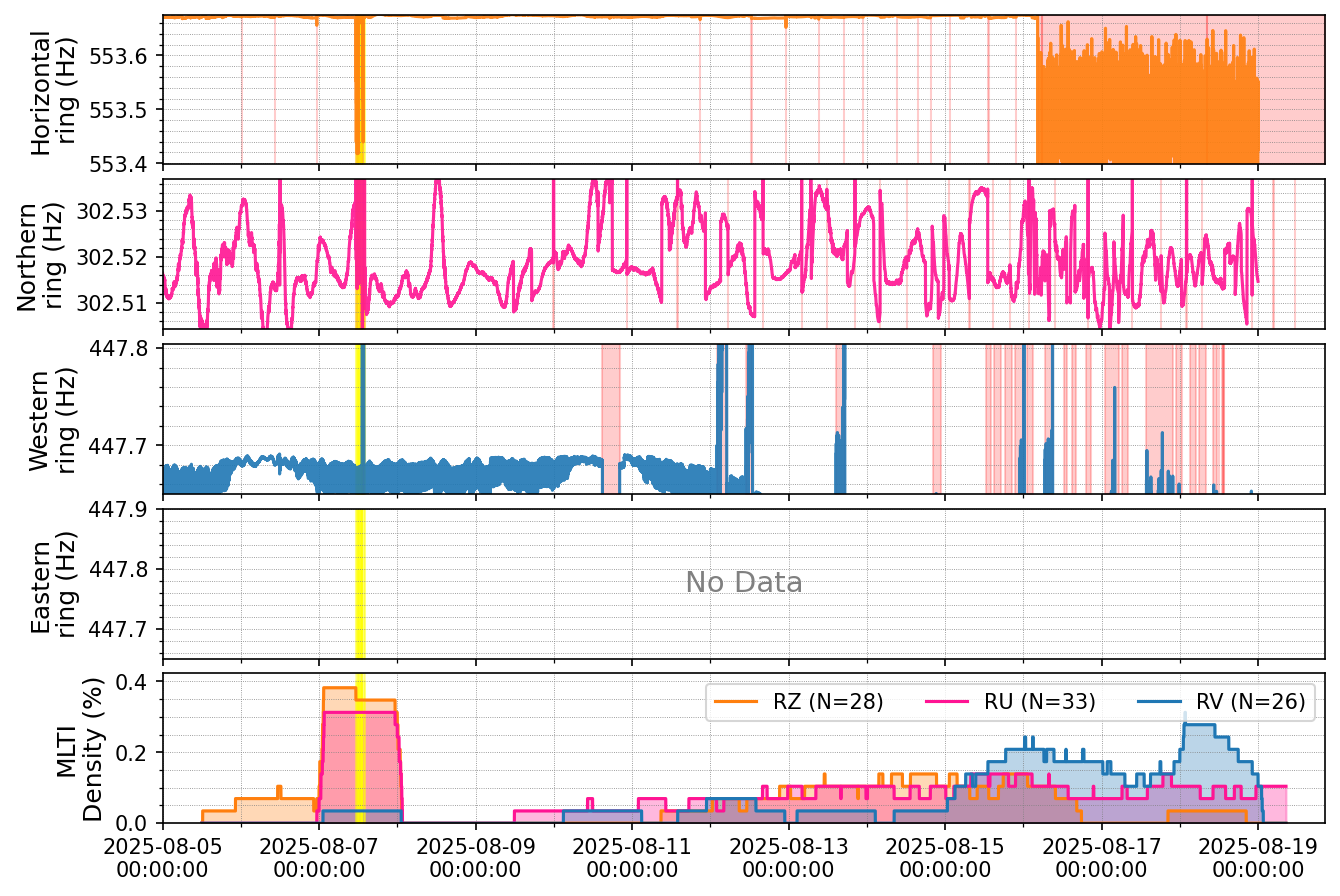 Horizontal
ring (Hz)
553.6
553.5
553.4
Northern
ring (Hz)
302.53
302.52
302.51
Western
ring (Hz)
447.8
447.7
Eastern
ring (Hz)
447.9
447.8
447.7
No Data
MLTI
Density (%)
0.4
0.2
0.0
RZ (N=28)
RU (N=33)
RV (N=26)
2025-08-05
00:00:00
2025-08-07
00:00:00
2025-08-09
00:00:00
2025-08-11
00:00:00
2025-08-13
00:00:00
2025-08-15
00:00:00
2025-08-17
00:00:00
2025-08-19
00:00:00